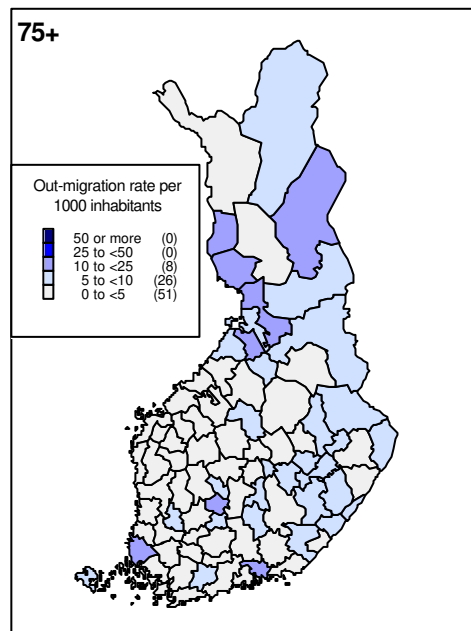 75+
Out-migration rate per
1000 inhabitants
50 or more (0)
25 to <50 (0)
10 to <25 (8)
5 to <10 (26)
0 to <5 (51)